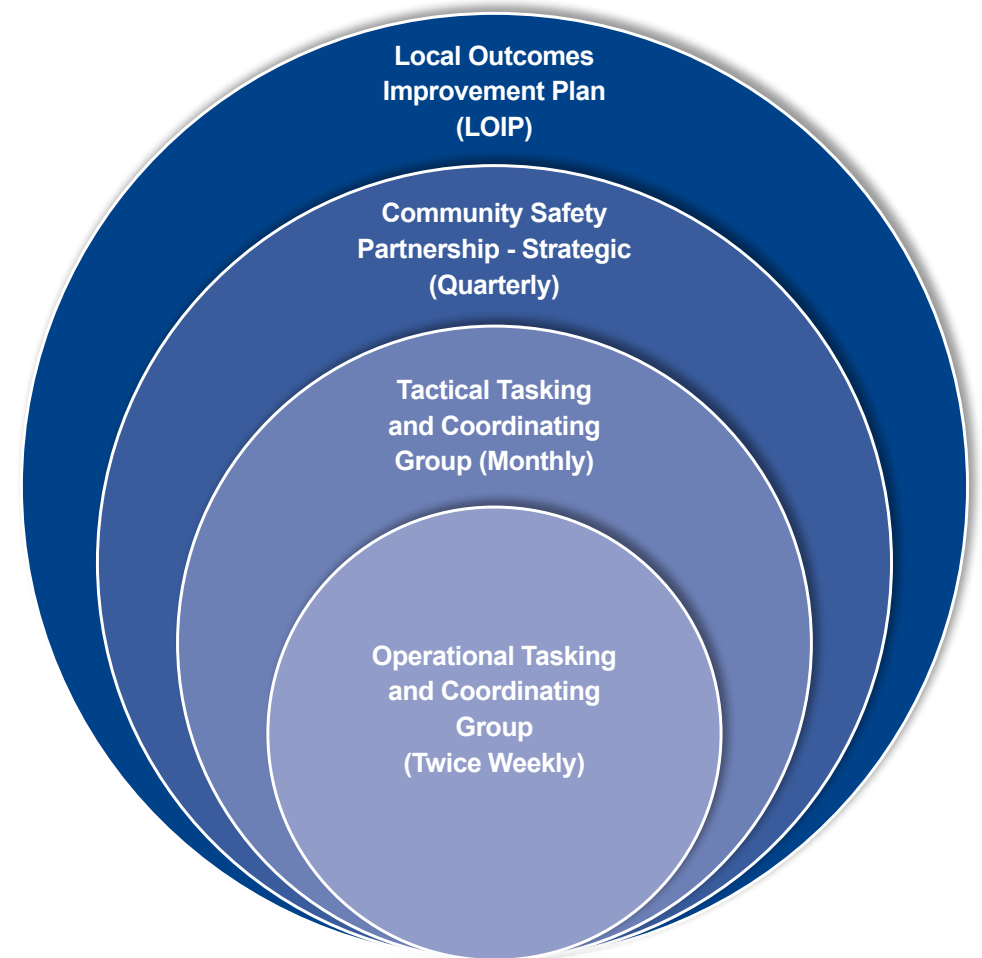 Local Outcomes
Improvement Plan
(LOIP)
Community Safety
Partnership - Strategic
(Quarterly)
Tactical Tasking
and Coordinating
Group (Monthly)
Operational Tasking
and Coordinating
Group
(Twice Weekly)